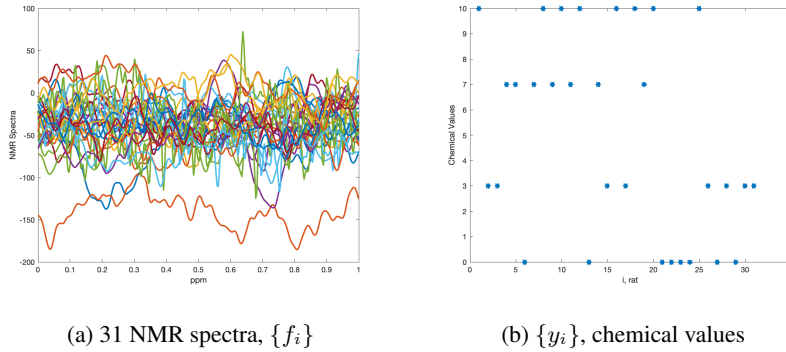 100
50
0
-50
-100
-150
-200
NMR Spectra
0 0.1 0.2 0.3 0.4 0.5 0.6 0.7 0.8 0.9 1
ppm
(a) 31 NMR spectra, {f_i}
10
9
8
7
6
5
4
3
2
1
0
Chemical Values
0 5 10 15 20 25 30
i, rat
(b) {y_i}, chemical values